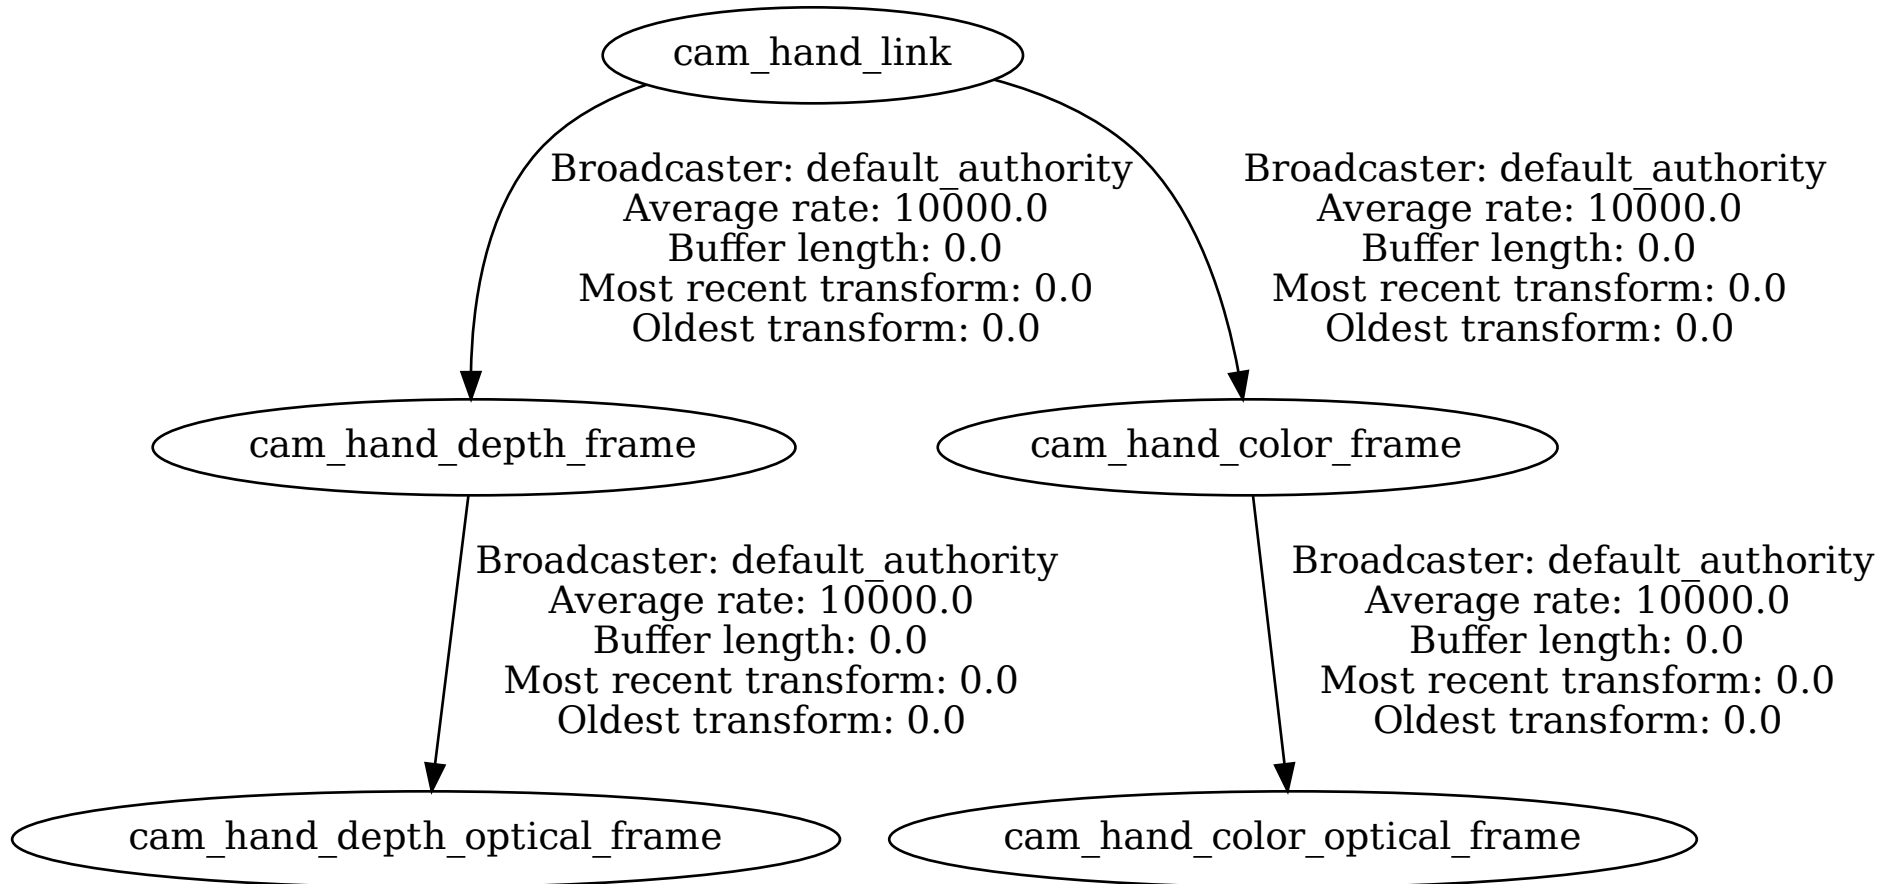 cam_hand_link
Broadcaster: default_authority
Average rate: 10000.0
Buffer length: 0.0
Most recent transform: 0.0
Oldest transform: 0.0
Broadcaster: default_authority
Average rate: 10000.0
Buffer length: 0.0
Most recent transform: 0.0
Oldest transform: 0.0
cam_hand_depth_frame
cam_hand_color_frame
Broadcaster: default_authority
Average rate: 10000.0
Buffer length: 0.0
Most recent transform: 0.0
Oldest transform: 0.0
Broadcaster: default_authority
Average rate: 10000.0
Buffer length: 0.0
Most recent transform: 0.0
Oldest transform: 0.0
cam_hand_depth_optical_frame
cam_hand_color_optical_frame